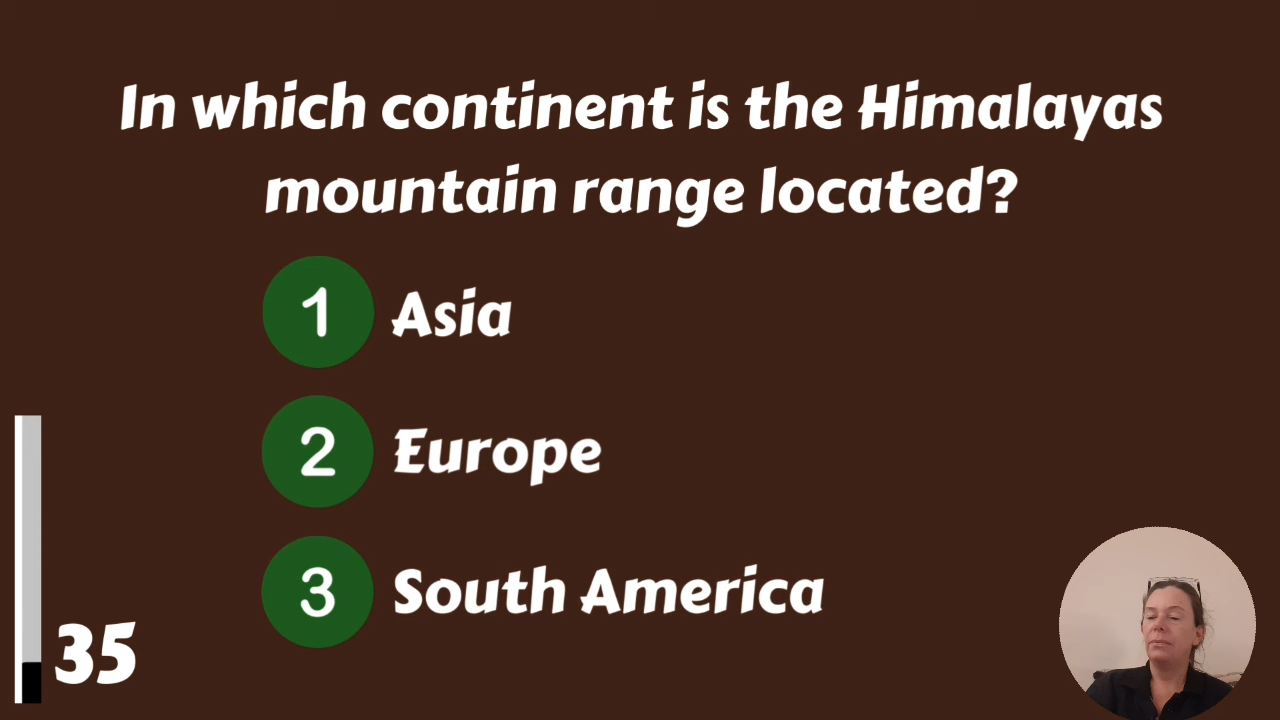 In which continent is the Himalayas
mountain range located?
1 Asia
2 Europe
3 South America
35